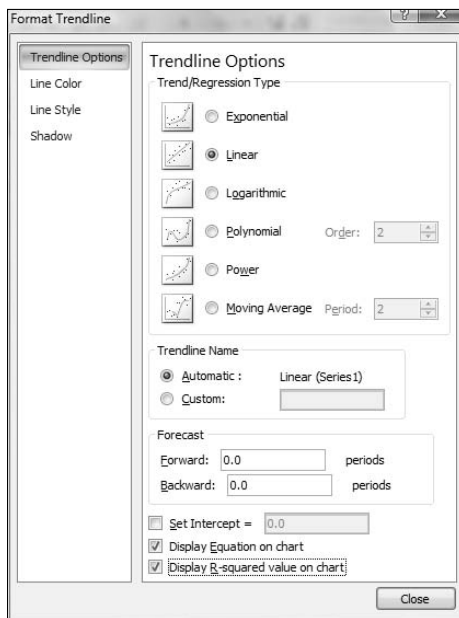 Format Trendline
? X
Trendline Options
Line Color
Line Style
Shadow
Trendline Options
Trend/Regression Type
Exponential
Linear
Logarithmic
Polynomial Order: 2
Power
Moving Average Period: 2
Trendline Name
Automatic : Linear (Series1)
Custom:
Forecast
Forward: 0.0 periods
Backward: 0.0 periods
Set Intercept = 0.0
Display Equation on chart
Display R-squared value on chart
Close